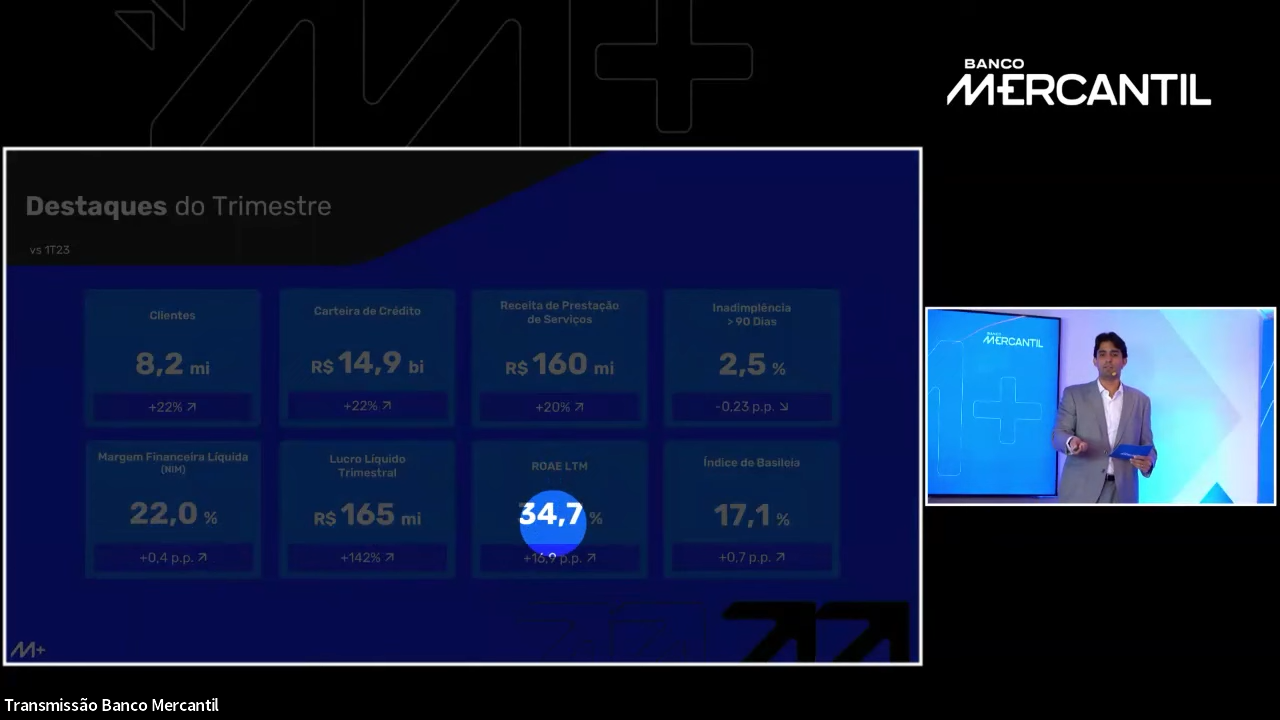 BANCO
MERCANTIL
Destaques do Trimestre
vs 1T23
Clientes
8,2 mi
+22%
Carteira de Crédito
R$ 14,9 bi
+22%
Receita de Prestação
de Serviços
R$ 160 mi
+20%
Inadimplência
> 90 Dias
2,5 %
-0,23 p.p.
Margem Financeira Líquida
(NIM)
22,0 %
+0,4 p.p.
Lucro Líquido
Trimestral
R$ 165 mi
+142%
ROAE LTM
34,7 %
+16,9 p.p.
Índice de Basileia
17,1 %
+0,7 p.p.
M+
BANCO
MERCANTIL
Transmissão Banco Mercantil